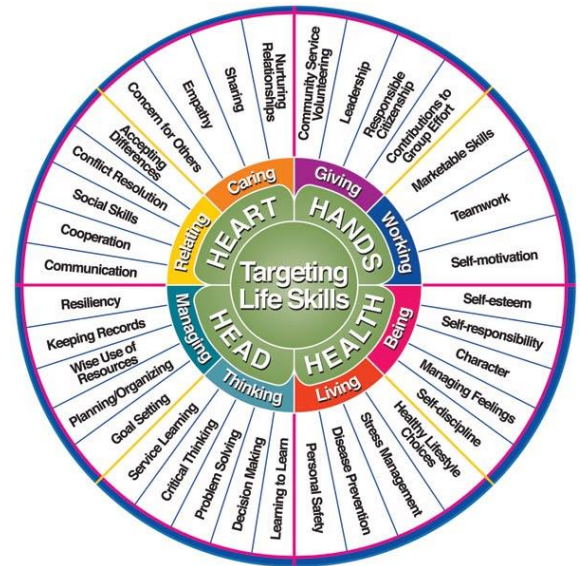 Targeting
Life Skills
HEART
HANDS
HEALTH
HEAD
Caring
Giving
Working
Being
Living
Thinking
Managing
Relating
Community Service
Volunteering
Leadership
Responsible
Citizenship
Contributions to
Group Effort
Marketable Skills
Teamwork
Self-motivation
Self-esteem
Self-responsibility
Character
Managing Feelings
Self-discipline
Healthy Lifestyle
Choices
Stress Management
Disease Prevention
Personal Safety
Learning to Learn
Decision Making
Problem Solving
Critical Thinking
Service Learning
Goal Setting
Planning/Organizing
Wise Use of
Resources
Keeping Records
Resiliency
Communication
Cooperation
Social Skills
Conflict Resolution
Accepting
Differences
Concern for Others
Empathy
Sharing
Nurturing
Relationships